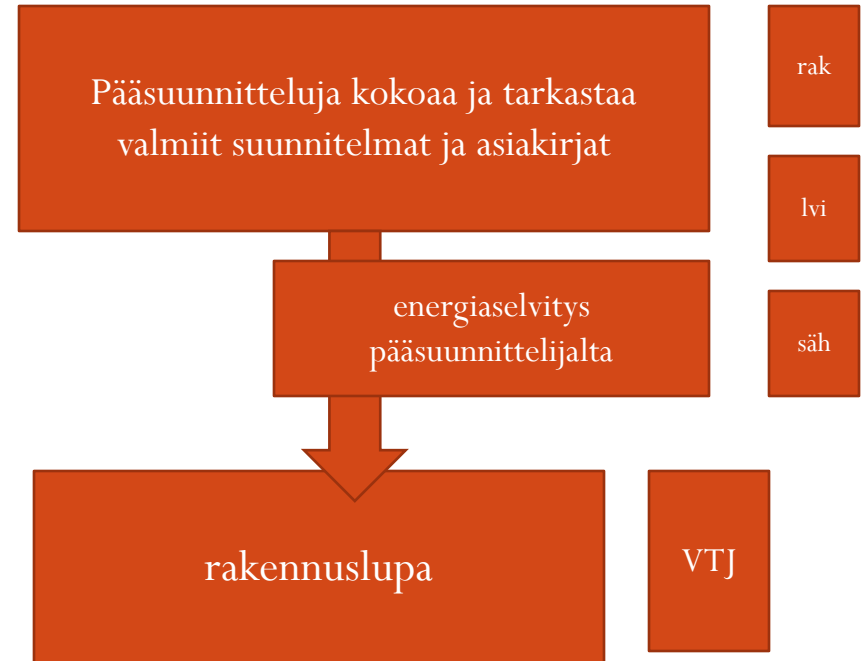 Pääsuunnitteluja kokoaa ja tarkastaa
valmiit suunnitelmat ja asiakirjat
rak
lvi
energiaselvitys
pääsuunnittelijalta
säh
rakennuslupa
VTJ